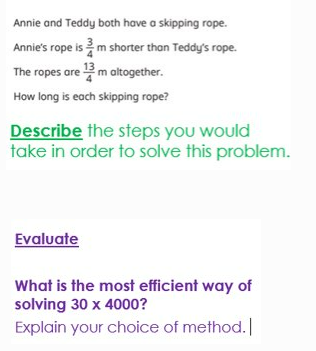 Annie and Teddy both have a skipping rope.
Annie's rope is 3/4 m shorter than Teddy's rope.
The ropes are 13/4 m altogether.
How long is each skipping rope?
Describe the steps you would
take in order to solve this problem.
Evaluate
What is the most efficient way of
solving 30 x 4000?
Explain your choice of method.